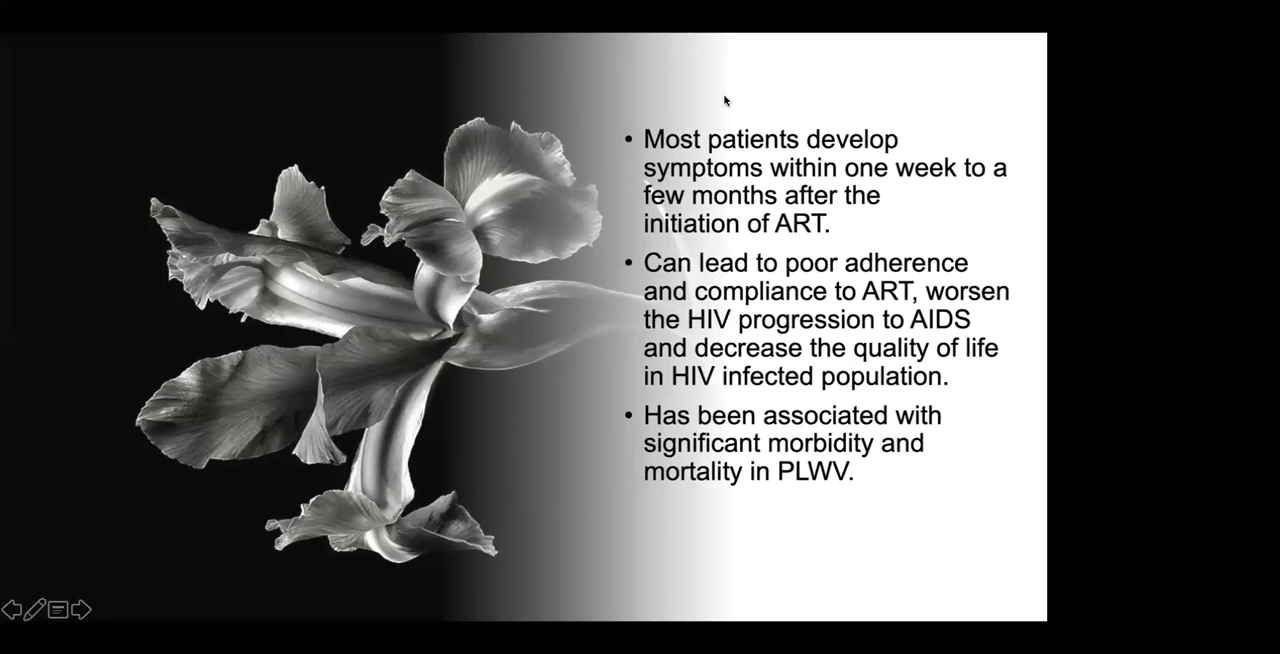 • Most patients develop
symptoms within one week to a
few months after the
initiation of ART.
• Can lead to poor adherence
and compliance to ART, worsen
the HIV progression to AIDS
and decrease the quality of life
in HIV infected population.
• Has been associated with
significant morbidity and
mortality in PLWV.